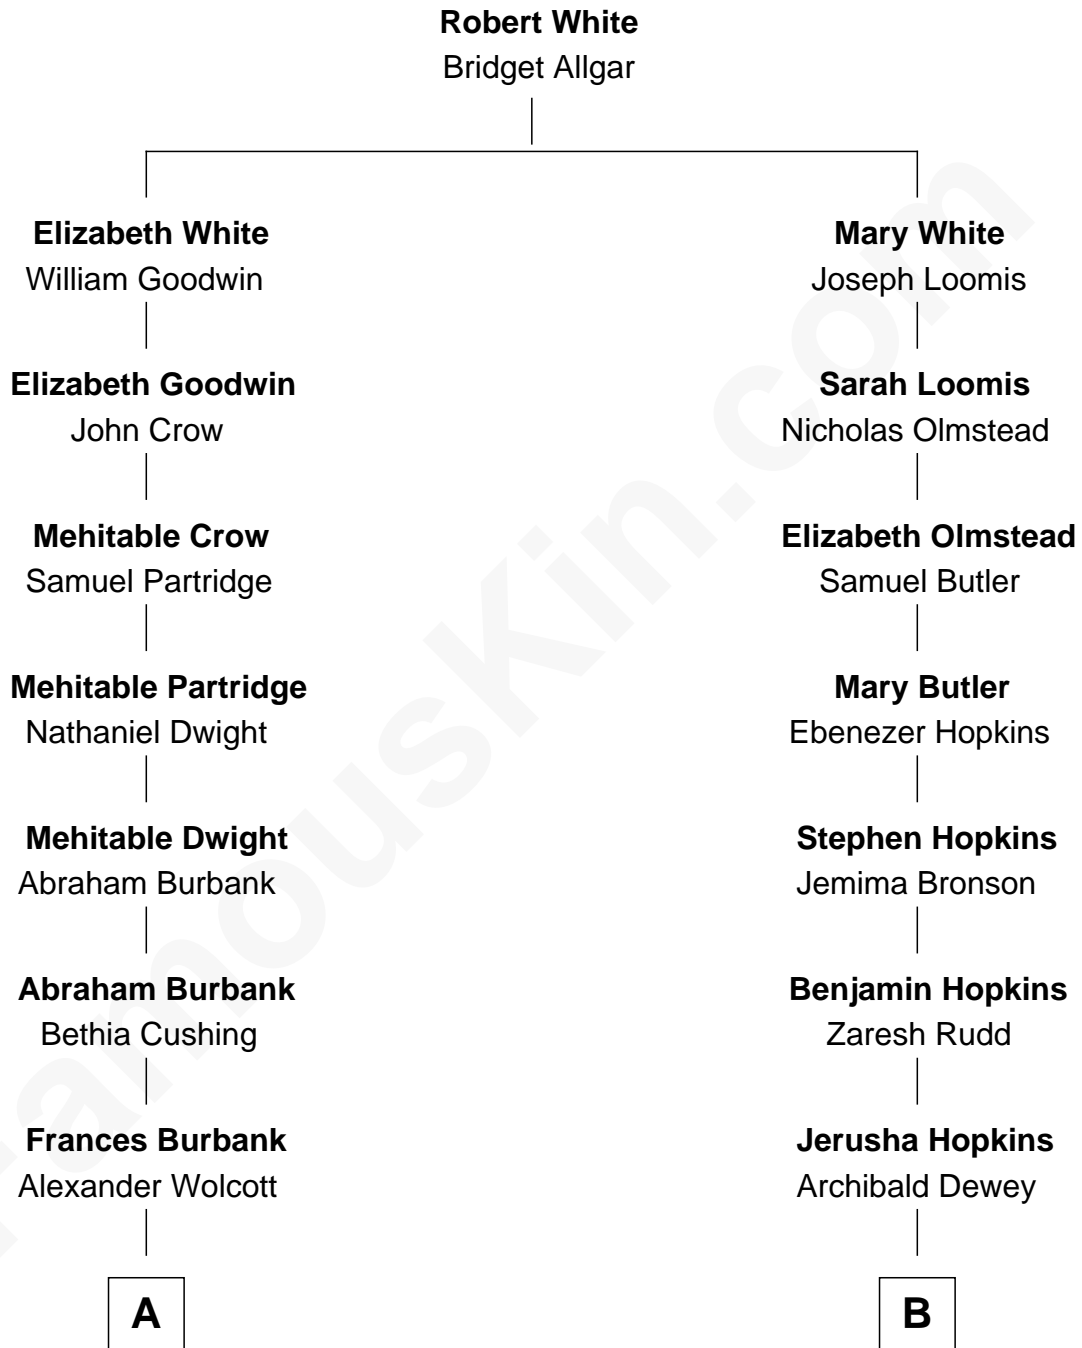 Robert White
Bridget Allgar
Elizabeth White
William Goodwin
Mary White
Joseph Loomis
Elizabeth Goodwin
John Crow
Sarah Loomis
Nicholas Olmstead
Mehitable Crow
Samuel Partridge
Elizabeth Olmstead
Samuel Butler
Mehitable Partridge
Nathaniel Dwight
Mary Butler
Ebenezer Hopkins
Mehitable Dwight
Abraham Burbank
Stephen Hopkins
Jemima Bronson
Abraham Burbank
Bethia Cushing
Benjamin Hopkins
Zaresh Rudd
Frances Burbank
Alexander Wolcott
Jerusha Hopkins
Archibald Dewey
A
B
FamousKin.com